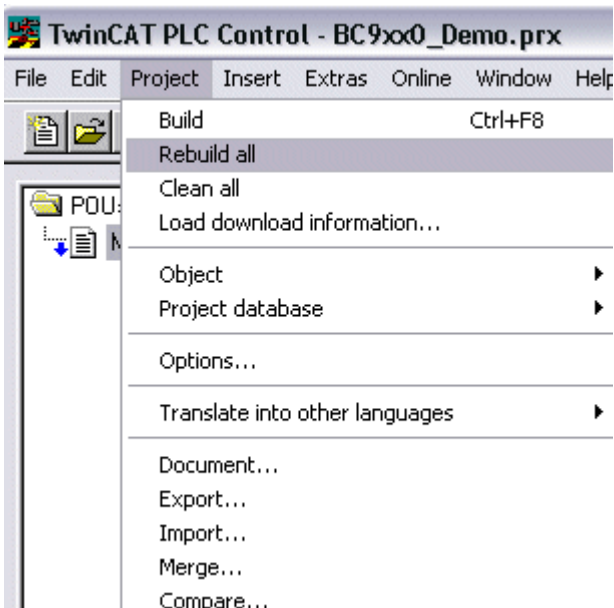 TwinCAT PLC Control - BC9xx0_Demo.prx
File Edit Project Insert Extras Online Window Help
Build Ctrl+F8
Rebuild all
Clean all
Load download information...
Object
Project database
Options...
Translate into other languages
Document...
Export...
Import...
Merge...
Compare...